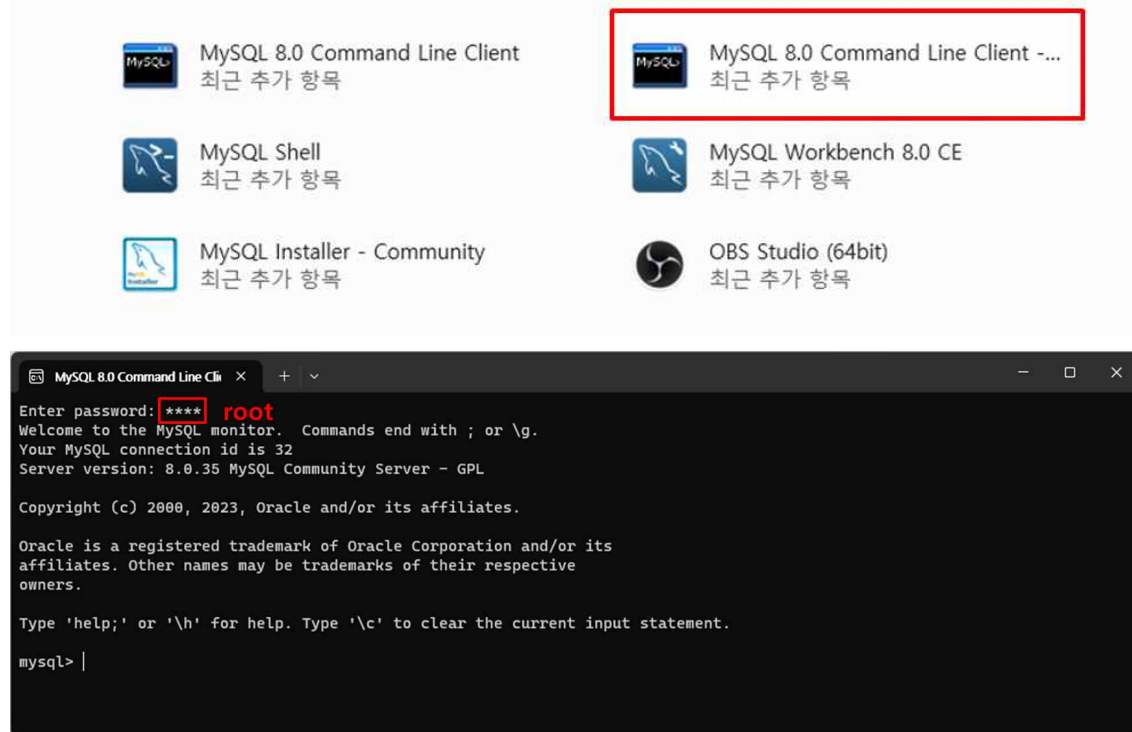 MySQL 8.0 Command Line Client
최근 추가 항목
MySQL 8.0 Command Line Client -...
최근 추가 항목
MySQL Shell
최근 추가 항목
MySQL Workbench 8.0 CE
최근 추가 항목
MySQL Installer - Community
최근 추가 항목
OBS Studio (64bit)
최근 추가 항목
MySQL 8.0 Command Line Cli
Enter password: **** root
Welcome to the MySQL monitor.  Commands end with ; or \g.
Your MySQL connection id is 32
Server version: 8.0.35 MySQL Community Server - GPL
Copyright (c) 2000, 2023, Oracle and/or its affiliates.
Oracle is a registered trademark of Oracle Corporation and/or its
affiliates. Other names may be trademarks of their respective
owners.
Type 'help;' or '\h' for help. Type '\c' to clear the current input statement.
mysql>